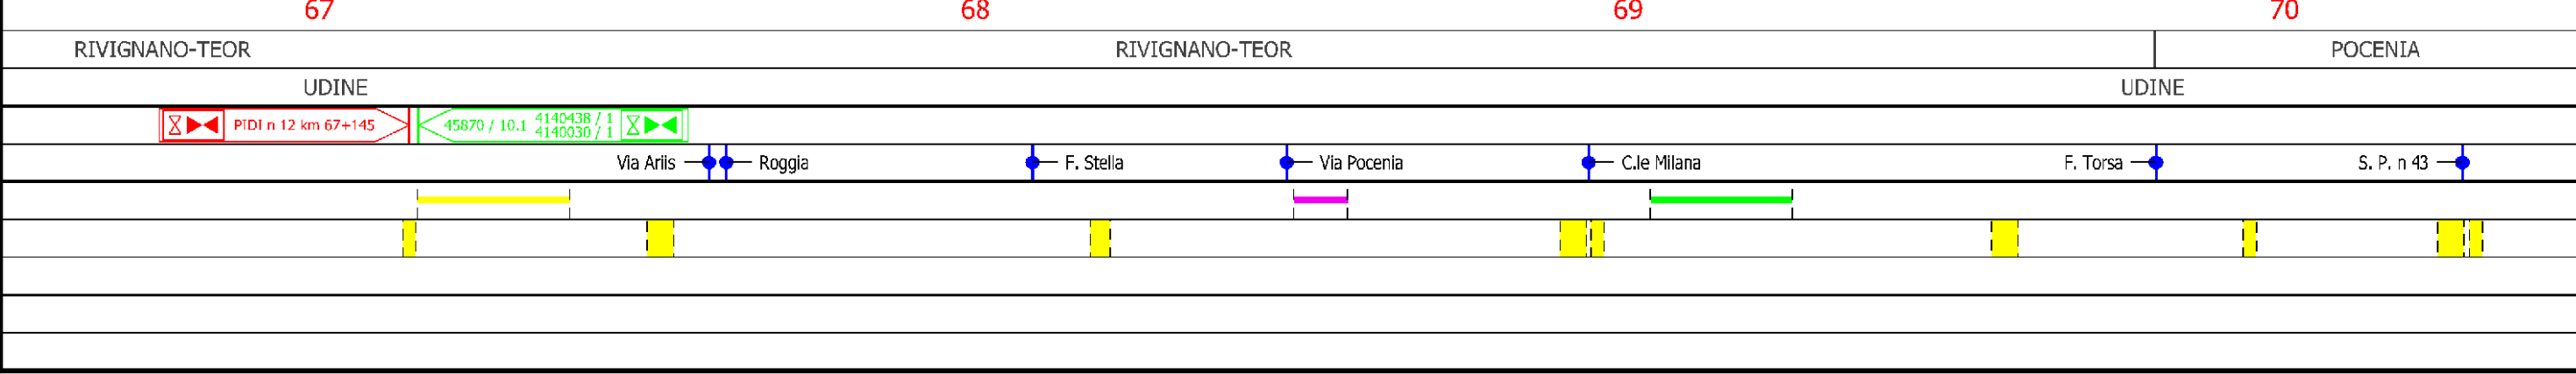 67 68 69 70
RIVIGNANO-TEOR RIVIGNANO-TEOR POCENIA
UDINE UDINE
PIDI n 12 km 67+145 45870 / 10.1 4140438 / 1
4140030 / 1
Via Ariis Roggia F. Stella Via Pocenia C.le Milana F. Torsa S. P. n 43